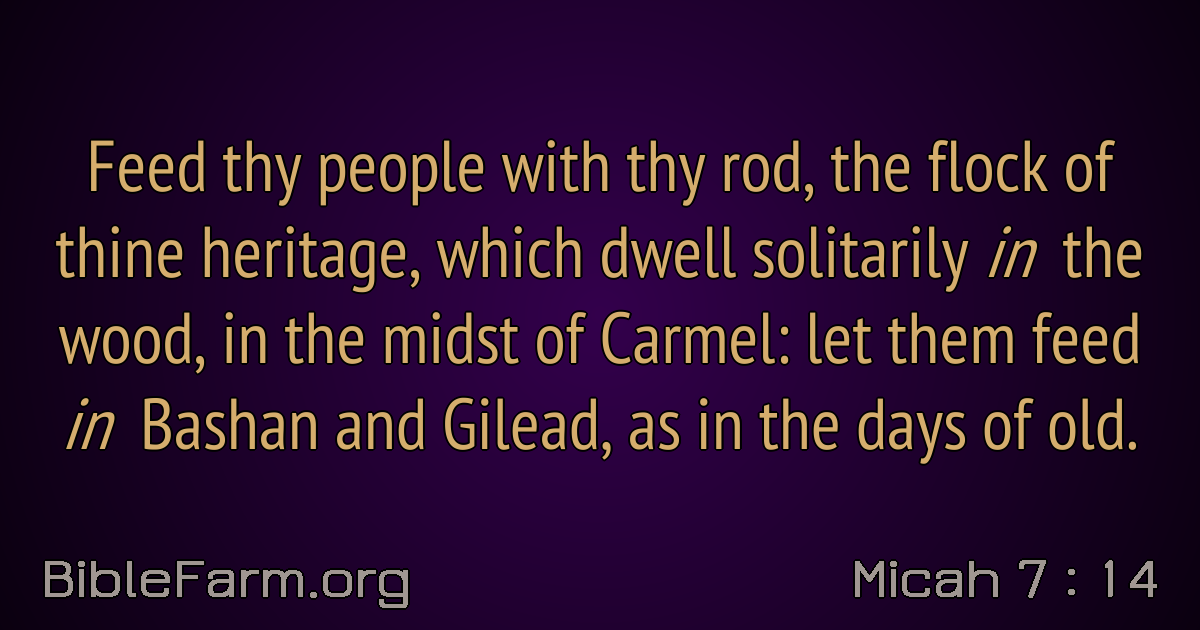 Feed thy people with thy rod, the flock of
thine heritage, which dwell solitarily in the
wood, in the midst of Carmel: let them feed
in Bashan and Gilead, as in the days of old.
BibleFarm.org
Micah 7 : 14